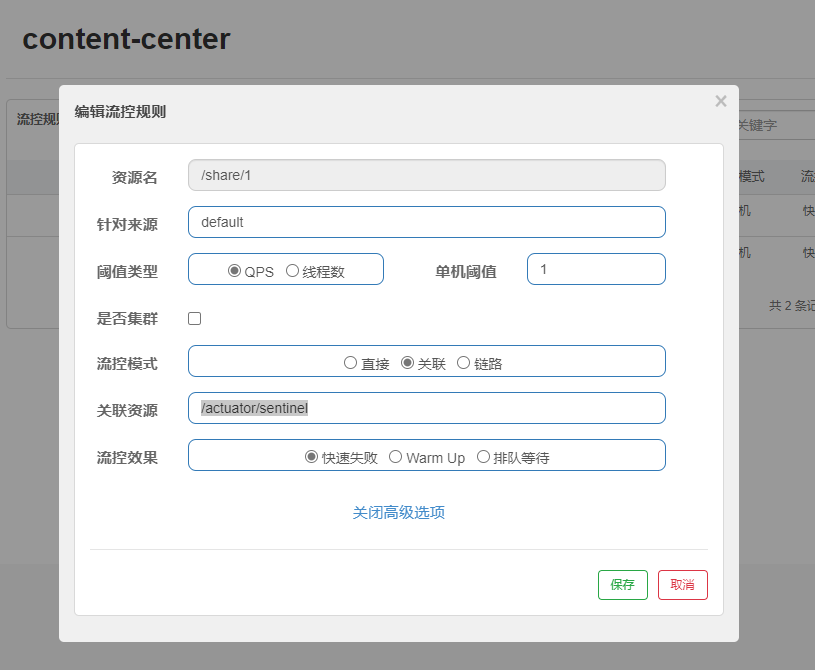 content-center
编辑流控规则
×
流控规则
关键字
资源名 /share/1
模式 流
针对来源 default
机 快
阈值类型 QPS 线程数 单机阈值 1
机 快
是否集群
共 2 条记
流控模式 直接 关联 链路
关联资源 /actuator/sentinel
流控效果 快速失败 Warm Up 排队等待
关闭高级选项
保存 取消